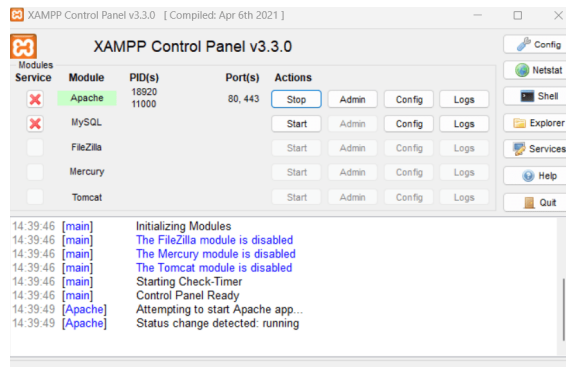 XAMPP Control Panel v3.3.0 [ Compiled: Apr 6th 2021 ]
XAMPP Control Panel v3.3.0
Config
Modules
Service Module PID(s) Port(s) Actions
Netstat
Apache 18920 11000 80, 443 Stop Admin Config Logs
Shell
MySQL Start Admin Config Logs
Explorer
FileZilla Start Admin Config Logs
Services
Mercury Start Admin Config Logs
Help
Tomcat Start Admin Config Logs
Quit
14:39:46 [main] Initializing Modules
14:39:46 [main] The FileZilla module is disabled
14:39:46 [main] The Mercury module is disabled
14:39:46 [main] The Tomcat module is disabled
14:39:46 [main] Starting Check-Timer
14:39:46 [main] Control Panel Ready
14:39:49 [Apache] Attempting to start Apache app...
14:39:49 [Apache] Status change detected: running